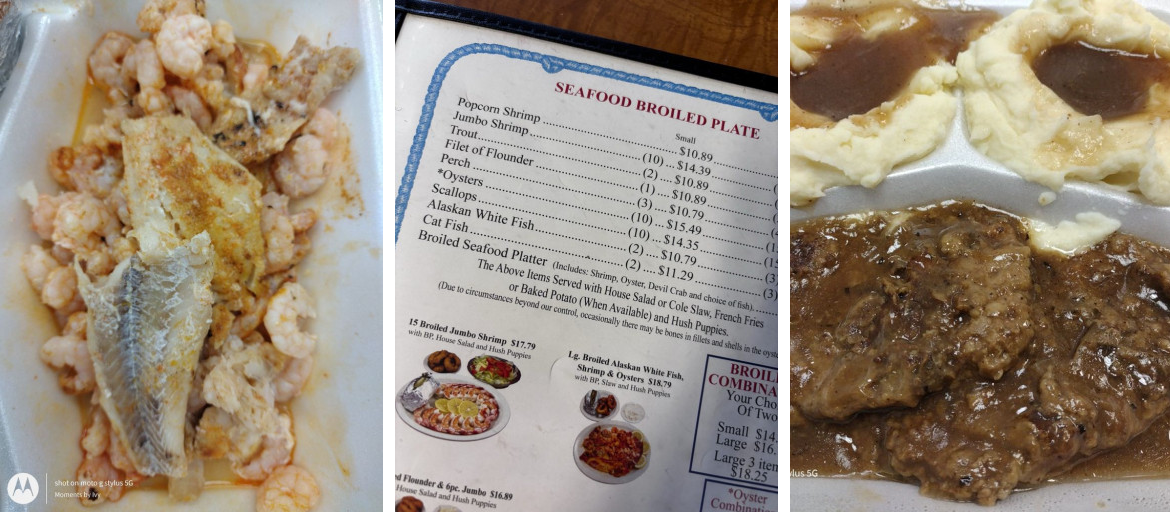 shot on moto g stylus 5G
Moments by ivy
SEAFOOD BROILED PLATE
Small
Popcorn Shrimp ........ $10.89
Jumbo Shrimp ........ (10) ... $14.39
Trout ........ (2) ... $10.89
Filet of Flounder ........ (1) ... $10.89
Perch ........ (3) ... $10.79
*Oysters ........ (10) ... $15.49
Scallops ........ (10) ... $14.35
Alaskan White Fish ........ (2) ... $10.79
Cat Fish ........ (2) ... $11.29
Broiled Seafood Platter (Includes: Shrimp, Oyster, Devil Crab and choice of fish).
The Above Items Served with House Salad or Cole Slaw, French Fries
or Baked Potato (When Available) and Hush Puppies.
(Due to circumstances beyond our control, occasionally there may be bones in fillets and shells in the
15 Broiled Jumbo Shrimp $17.79
with BP, House Salad and Hush Puppies
Lg. Broiled Alaskan White Fish,
Shrimp & Oysters $18.79
with BP, Slaw and Hush Puppies
Your
Of Two
Small $14.
Large $16.
Large 3
$18.25
*Oyster
Flounder & 6pc. Jumbo $16.89
House Salad and Hush Puppies
5G